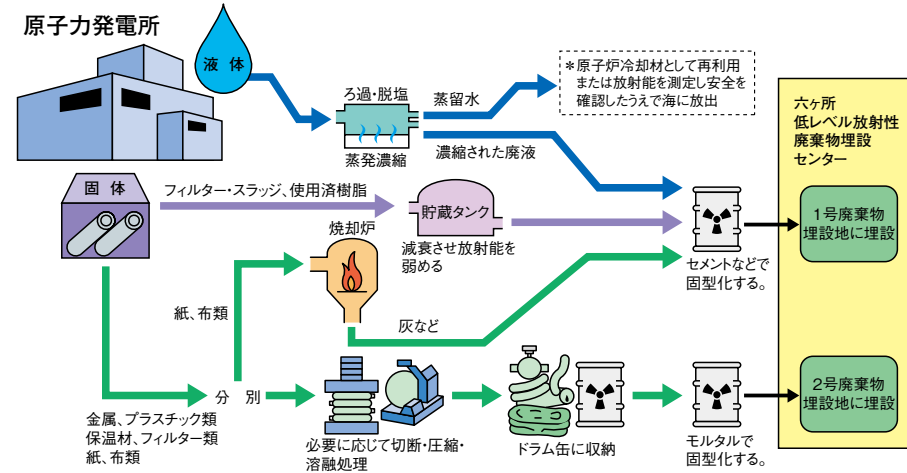 原子力発電所
液体
ろ過・脱塩
蒸発濃縮
蒸留水
濃縮された廃液
＊原子炉冷却材として再利用
または放射能を測定し安全を
確認したうえで海に放出
六ヶ所
低レベル放射性
廃棄物埋設
センター
固体
フィルター・スラッジ、使用済樹脂
貯蔵タンク
減衰させ放射能を
弱める
セメントなどで
固型化する。
1号廃棄物
埋設地に埋設
焼却炉
紙、布類
灰など
分別
金属、プラスチック類
保温材、フィルター類
紙、布類
必要に応じて切断・圧縮・
溶融処理
ドラム缶に収納
モルタルで
固型化する。
2号廃棄物
埋設地に埋設